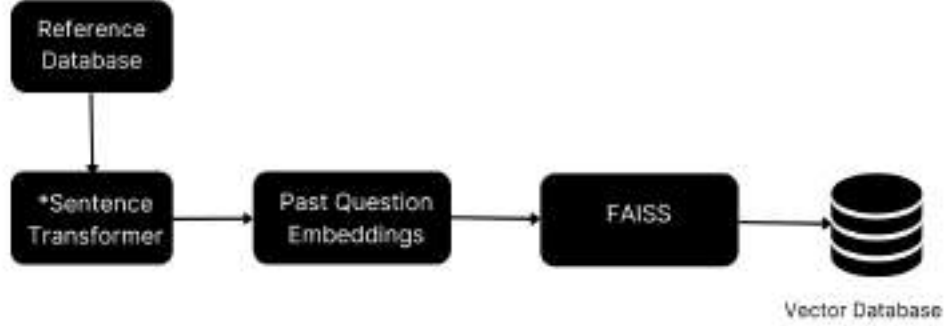 Reference
Database
*Sentence
Transformer
Past Question
Embeddings
FAISS
Vector Database